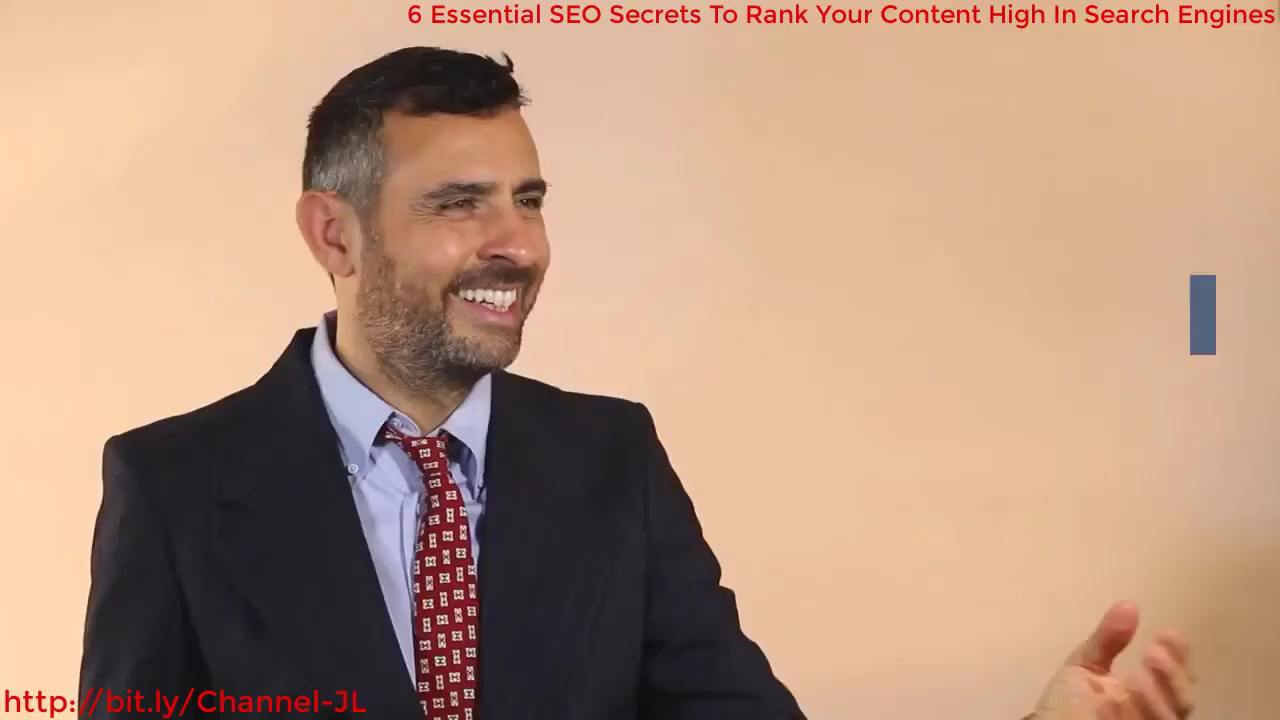 6 Essential SEO Secrets To Rank Your Content High In Search Engines
http://bit.ly/Channel-JL